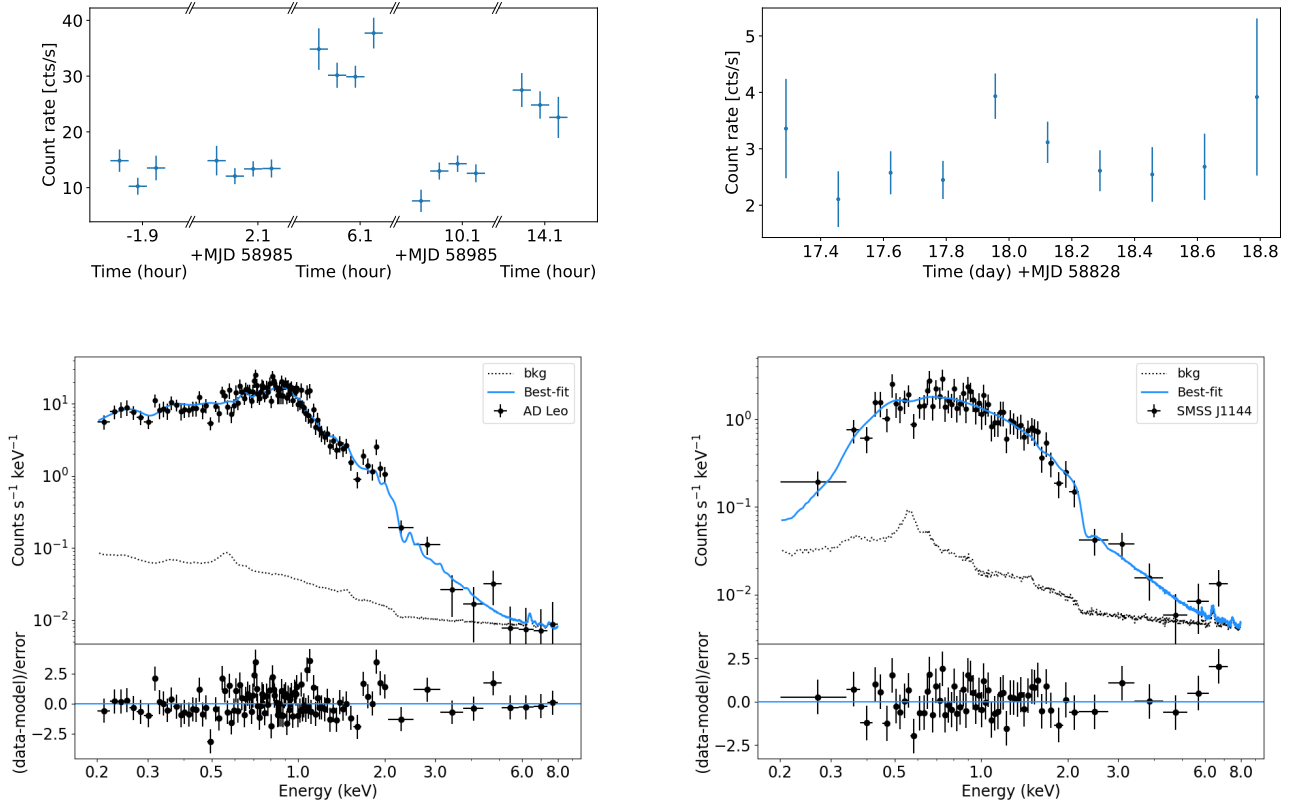 40
30
20
10
Count rate [cts/s]
-1.9 2.1 6.1 10.1 14.1
+MJD 58985 +MJD 58985
Time (hour) Time (hour) Time (hour)
5
4
3
2
Count rate [cts/s]
17.4 17.6 17.8 18.0 18.2 18.4 18.6 18.8
Time (day) +MJD 58828
bkg
Best-fit
AD Leo
10¹
10⁰
10⁻¹
10⁻²
Counts s⁻¹ keV⁻¹
2.5
0.0
−2.5
(data-model)/error
0.2 0.3 0.5 1.0 2.0 3.0 6.0 8.0
Energy (keV)
bkg
Best-fit
SMSS J1144
10⁰
10⁻¹
10⁻²
Counts s⁻¹ keV⁻¹
2.5
0.0
−2.5
(data-model)/error
0.2 0.3 0.5 1.0 2.0 3.0 6.0 8.0
Energy (keV)